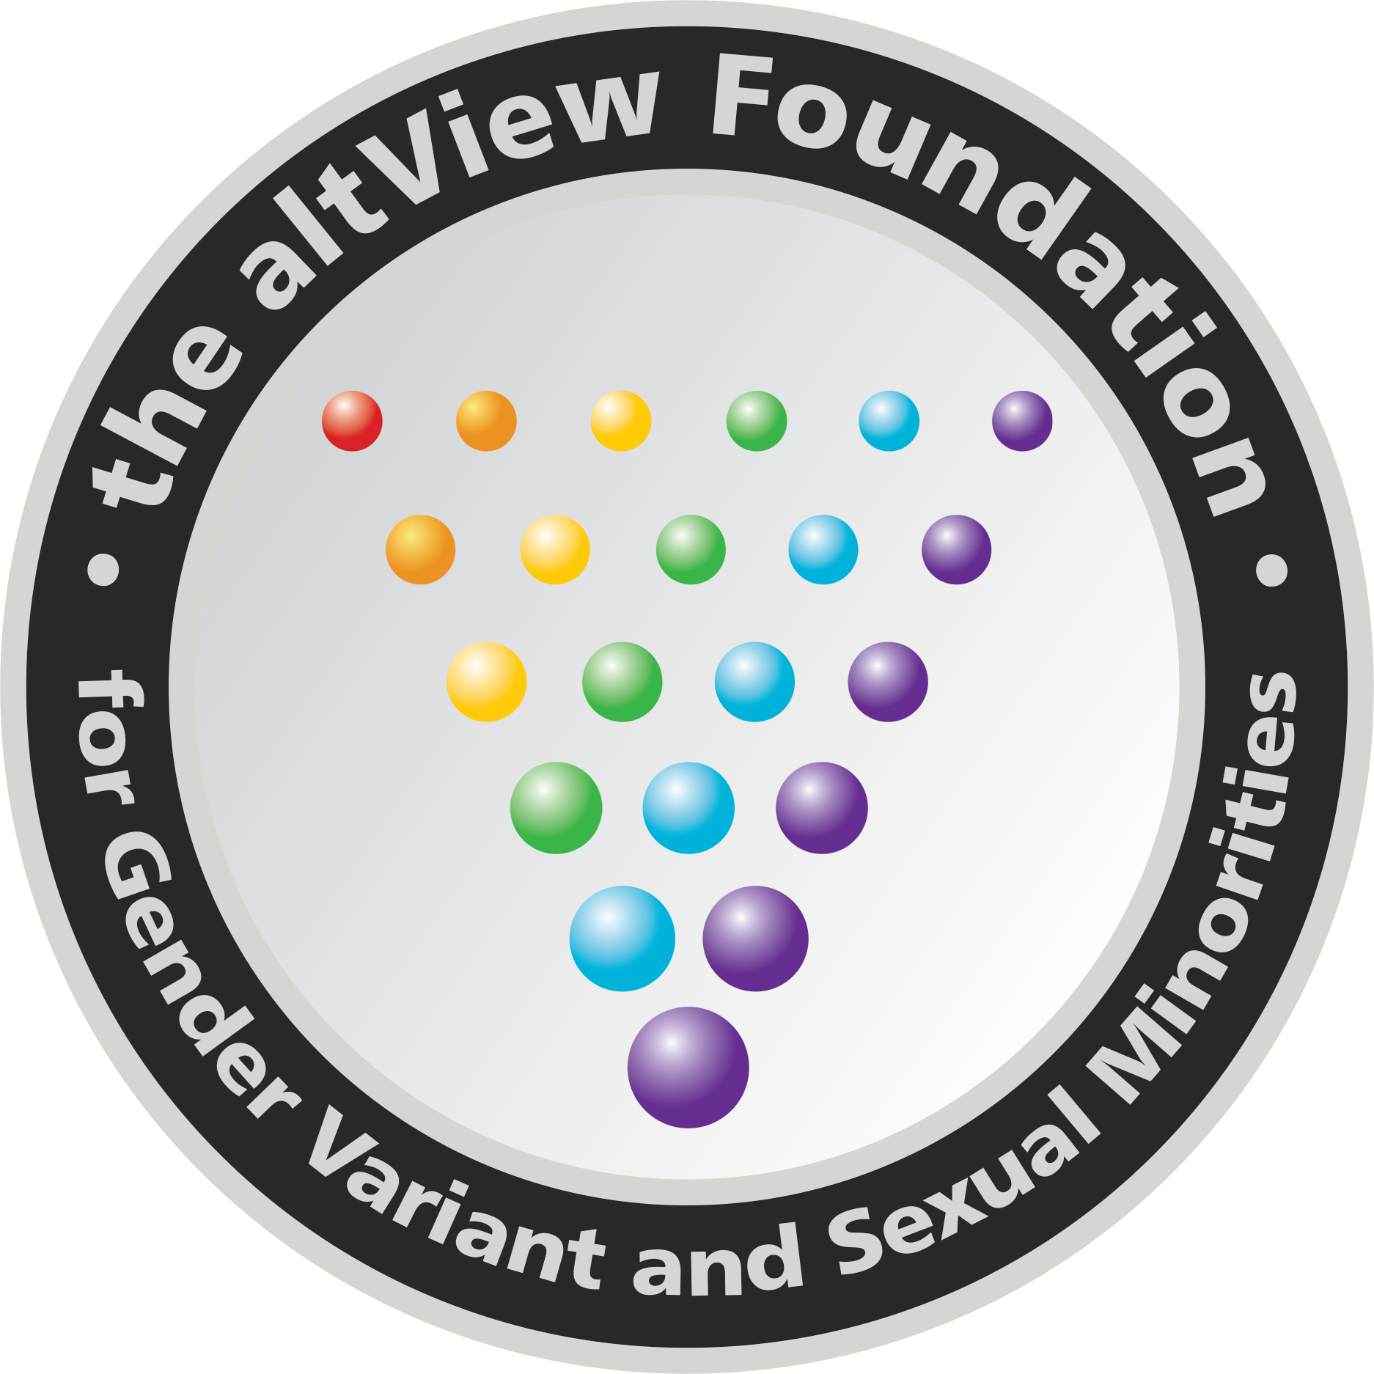 the altView Foundation
for Gender Variant and Sexual Minorities